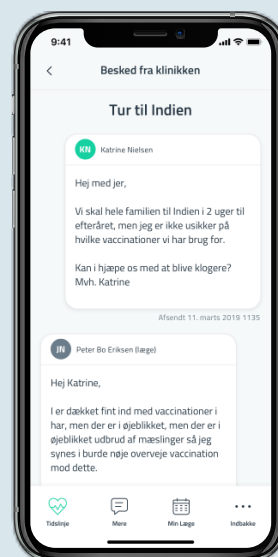 9:41
Besked fra klinikken
Tur til Indien
KN Katrine Nielsen
Hej med jer,
Vi skal hele familien til Indien i 2 uger til
efteråret, men jeg er ikke usikker på
hvilke vaccinationer vi har brug for.
Kan i hjæpe os med at blive klogere?
Mvh. Katrine
Afsendt 11. marts 2019 1135
JN Peter Bo Eriksen (læge)
Hej Katrine,
I er dækket fint ind med vaccinationer i
har, men der er i øjeblikket, men der er i
øjeblikket udbrud af mæslinger så jeg
synes i burde nøje overveje vaccination
mod dette.
Tidslinje Mere Min Læge Indbakke